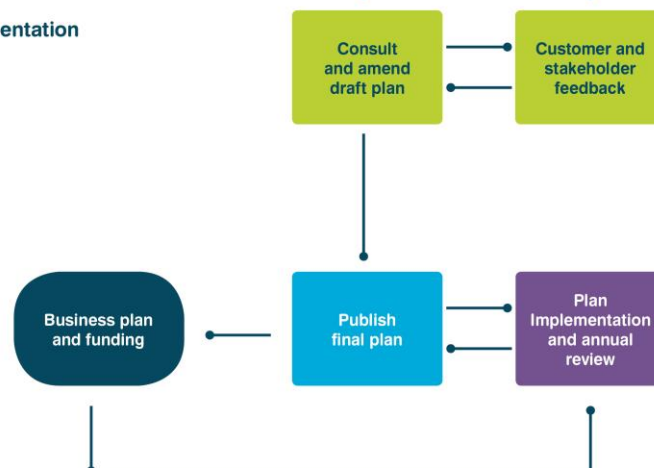 entation
Consult
and amend
draft plan
Customer and
stakeholder
feedback
Business plan
and funding
Publish
final plan
Plan
Implementation
and annual
review